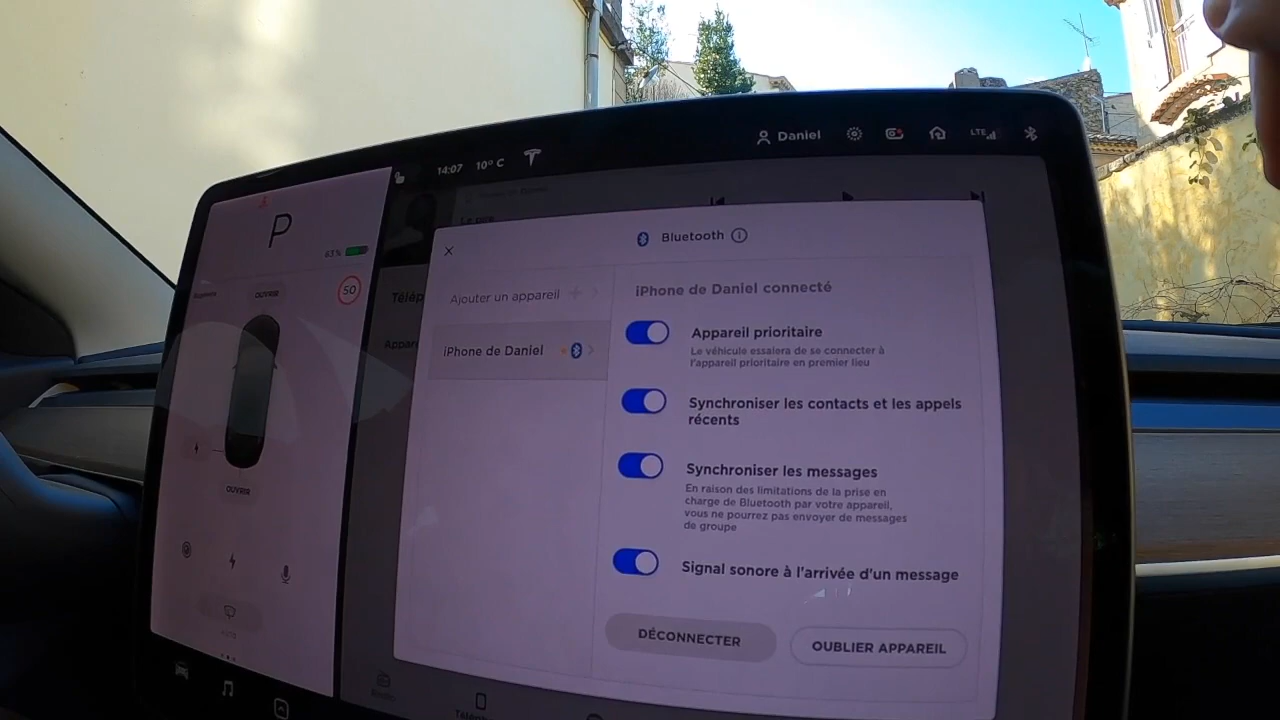 14:07 10° C
Daniel
LTE
P
63%
50
OUVRIR
OUVRIR
Bluetooth
Ajouter un appareil
iPhone de Daniel
iPhone de Daniel connecté
Appareil prioritaire
Le véhicule essaiera de se connecter à
l'appareil prioritaire en premier lieu
Synchroniser les contacts et les appels
récents
Synchroniser les messages
En raison des limitations de la prise en
charge de Bluetooth par votre appareil,
vous ne pourrez pas envoyer de messages
de groupe
Signal sonore à l'arrivée d'un message
DÉCONNECTER
OUBLIER APPAREIL